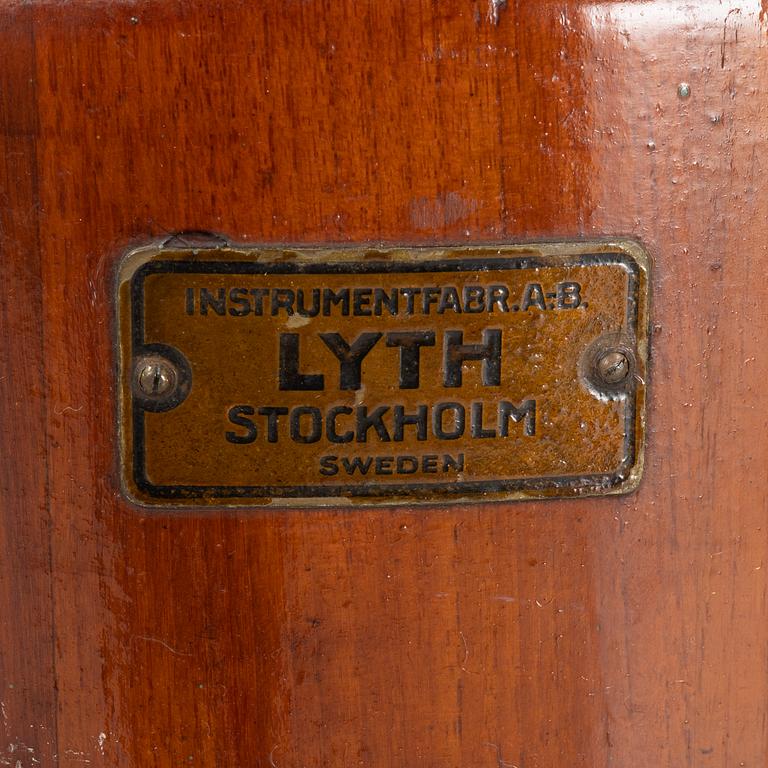 INSTRUMENTFABR. A.-B.
LYTH
STOCKHOLM
SWEDEN